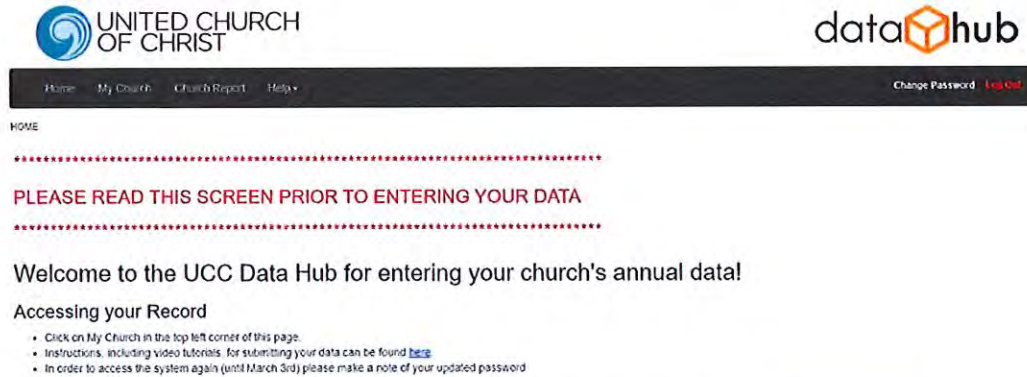 UNITED CHURCH
OF CHRIST
datahub
Home My Church Church Report Help Change Password Log Out
HOME
********************************************************************************
PLEASE READ THIS SCREEN PRIOR TO ENTERING YOUR DATA
********************************************************************************
Welcome to the UCC Data Hub for entering your church's annual data!
Accessing your Record
• Click on My Church in the top left corner of this page.
• Instructions, including video tutorials, for submitting your data can be found here.
• In order to access the system again (until March 3rd) please make a note of your updated password